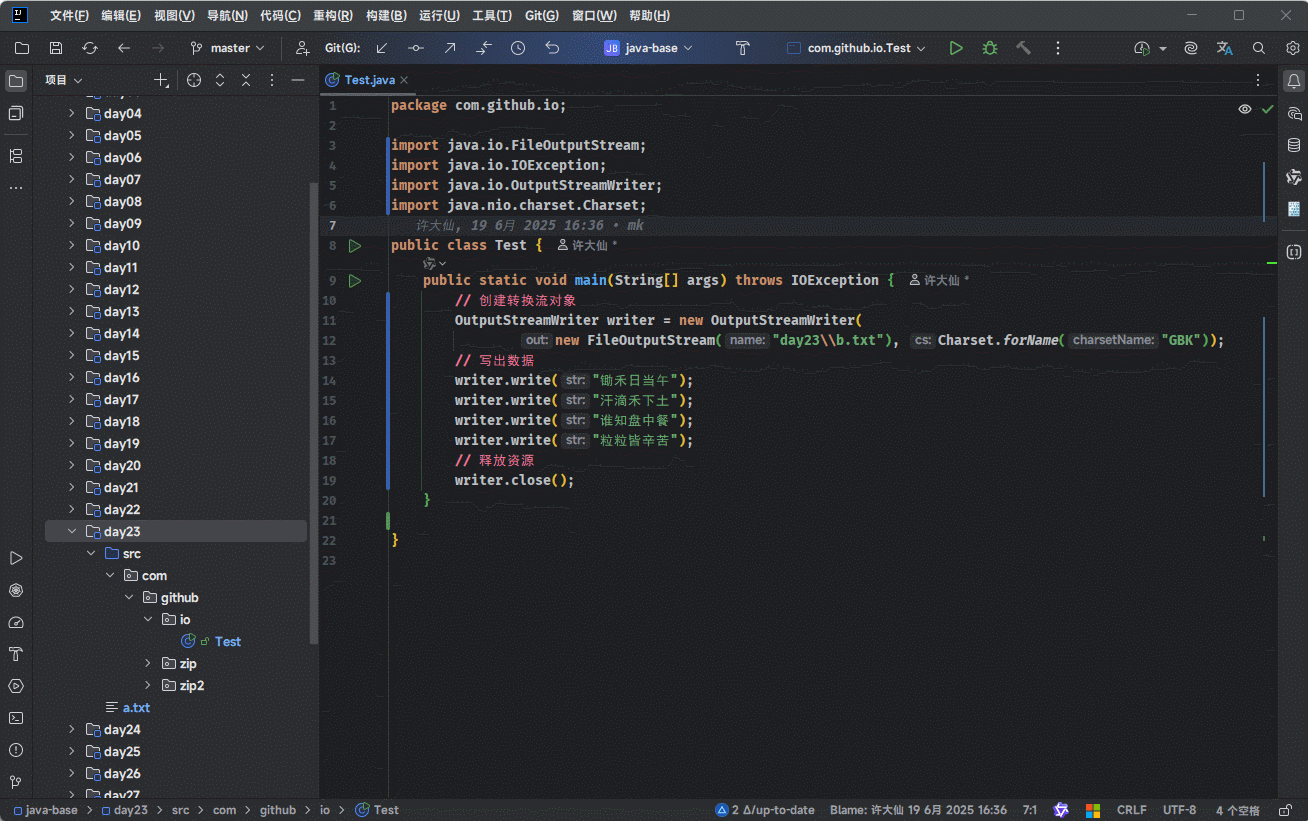 文件(F) 编辑(E) 视图(V) 导航(N) 代码(C) 重构(R) 构建(B) 运行(U) 工具(T) Git(G) 窗口(W) 帮助(H)
master Git(G): JB java-base com.github.io.Test
项目
Test.java
day04
day05
day06
day07
day08
day09
day10
day11
day12
day13
day14
day15
day16
day17
day18
day19
day20
day21
day22
day23
src
com
github
io
Test
zip
zip2
a.txt
day24
day25
day26
day27
1 package com.github.io;
2
3 import java.io.FileOutputStream;
4 import java.io.IOException;
5 import java.io.OutputStreamWriter;
6 import java.nio.charset.Charset;
7 许大仙, 19 6月 2025 16:36 • mk
8 public class Test { 许大仙 *
9 public static void main(String[] args) throws IOException { 许大仙 *
10 // 创建转换流对象
11 OutputStreamWriter writer = new OutputStreamWriter(
12 out: new FileOutputStream( name: "day23\\b.txt"), cs: Charset.forName( charsetName: "GBK"));
13 // 写出数据
14 writer.write( str: "锄禾日当午");
15 writer.write( str: "汗滴禾下土");
16 writer.write( str: "谁知盘中餐");
17 writer.write( str: "粒粒皆辛苦");
18 // 释放资源
19 writer.close();
20 }
21
22 }
23
java-base > day23 > src > com > github > io > Test 2 Δ/up-to-date Blame: 许大仙 19 6月 2025 16:36 7:1 CRLF UTF-8 4 个空格